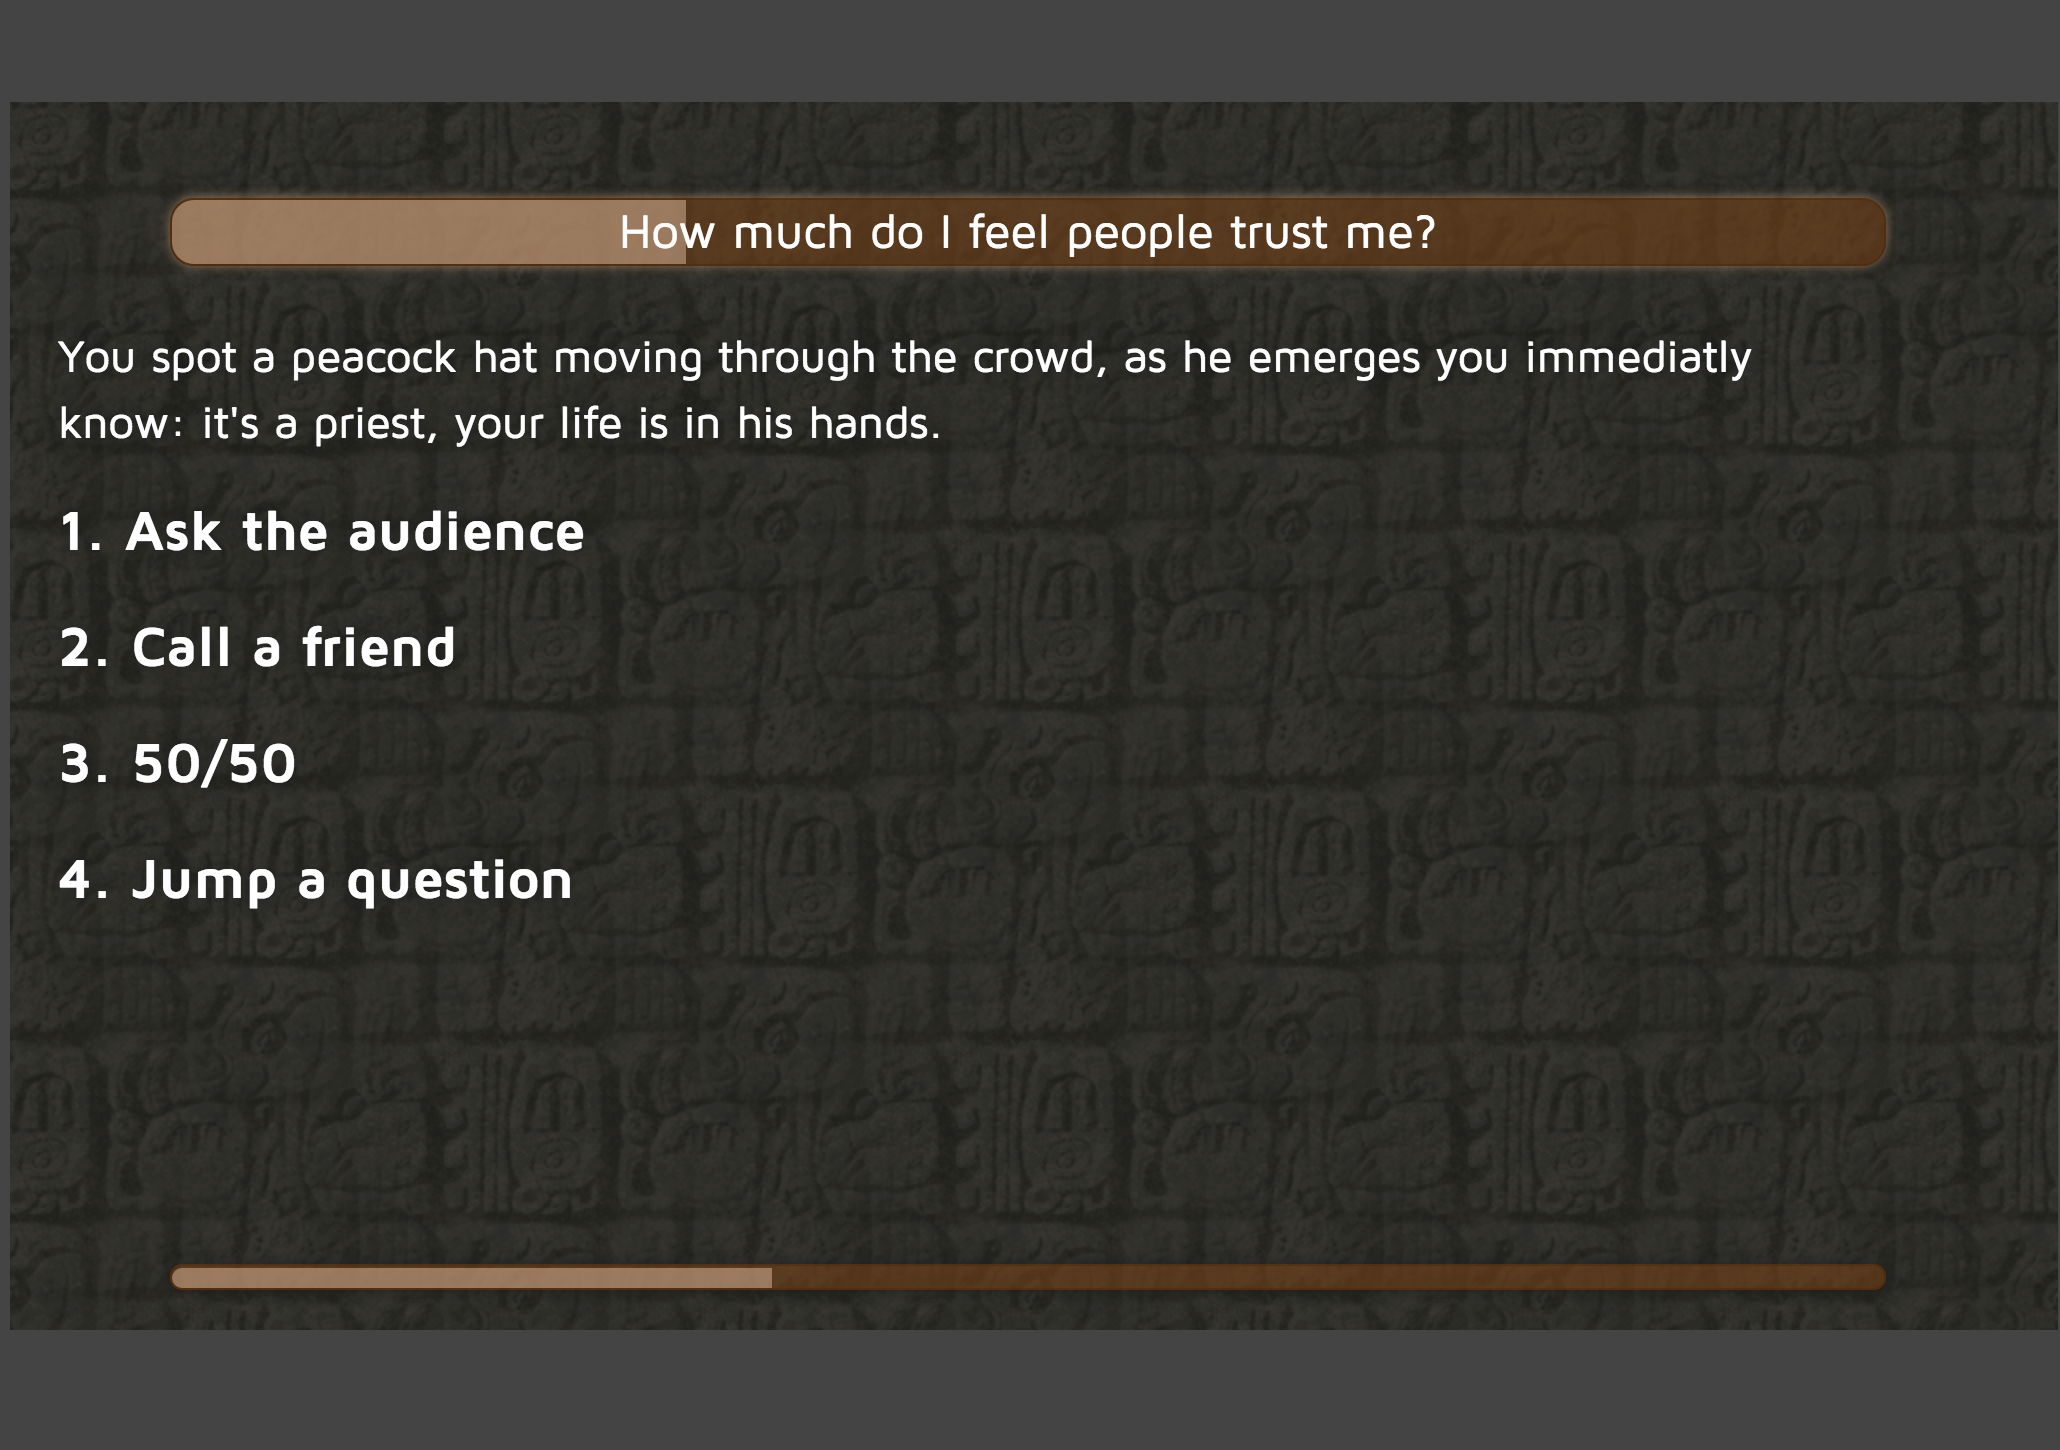 How much do I feel people trust me?
You spot a peacock hat moving through the crowd, as he emerges you immediatly
know: it's a priest, your life is in his hands.
1. Ask the audience
2. Call a friend
3. 50/50
4. Jump a question